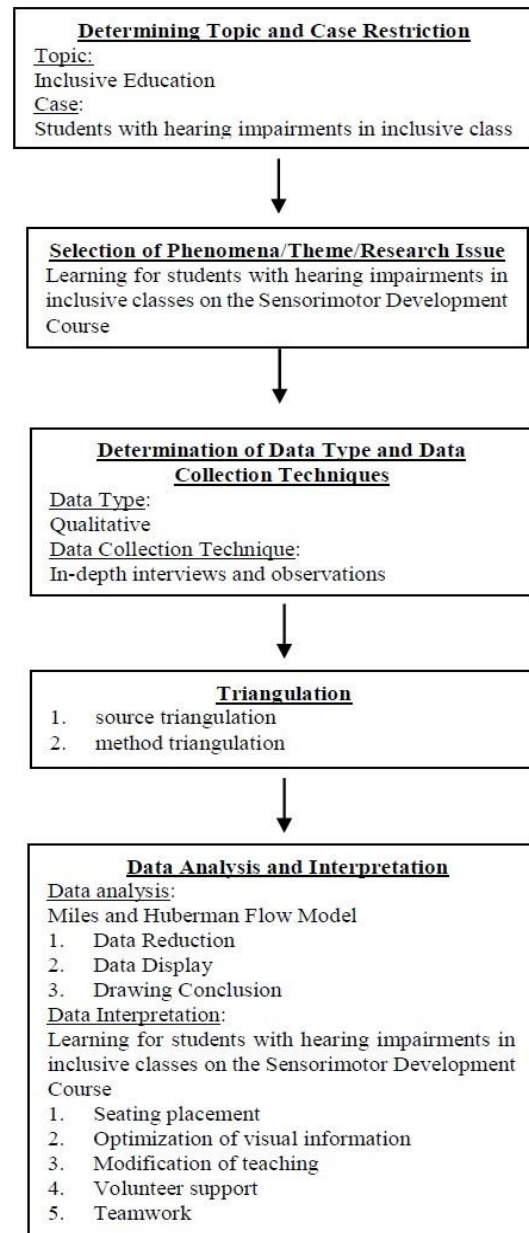 Determining Topic and Case Restriction
Topic:
Inclusive Education
Case:
Students with hearing impairments in inclusive class
Selection of Phenomena/Theme/Research Issue
Learning for students with hearing impairments in
inclusive classes on the Sensorimotor Development
Course
Determination of Data Type and Data
Collection Techniques
Data Type:
Qualitative
Data Collection Technique:
In-depth interviews and observations
Triangulation
1. source triangulation
2. method triangulation
Data Analysis and Interpretation
Data analysis:
Miles and Huberman Flow Model
1. Data Reduction
2. Data Display
3. Drawing Conclusion
Data Interpretation:
Learning for students with hearing impairments in
inclusive classes on the Sensorimotor Development
Course
1. Seating placement
2. Optimization of visual information
3. Modification of teaching
4. Volunteer support
5. Teamwork